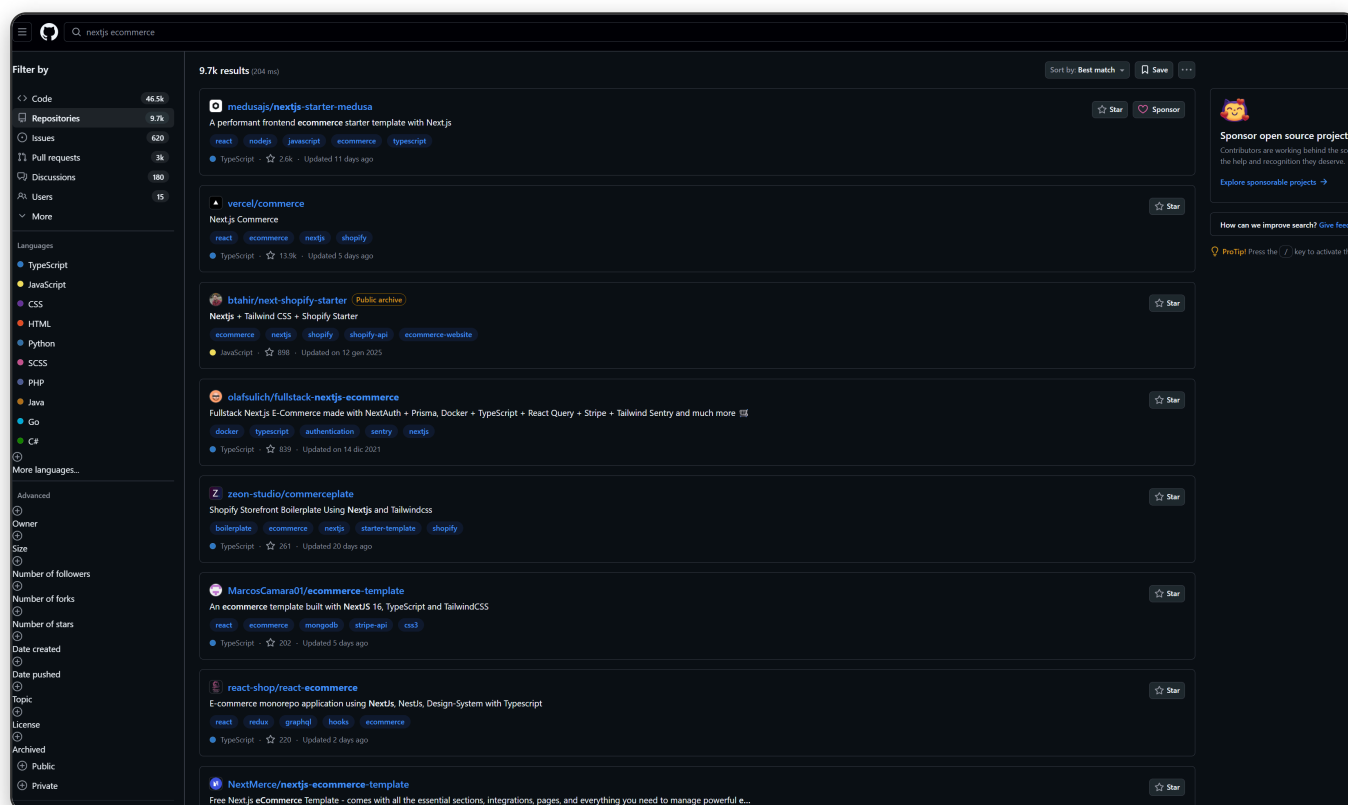 nextjs ecommerce
Filter by
Code 46.5k
Repositories 9.7k
Issues 620
Pull requests 3k
Discussions 180
Users 15
More
Languages
TypeScript
JavaScript
CSS
HTML
Python
SCSS
PHP
Java
Go
C#
More languages...
Advanced
Owner
Size
Number of followers
Number of forks
Number of stars
Date created
Date pushed
Topic
License
Archived
Public
Private
9.7k results (204 ms)
Sort by: Best match
Save
medusajs/nextjs-starter-medusa
Star
Sponsor
A performant frontend ecommerce starter template with Next.js
react nodejs javascript ecommerce typescript
TypeScript · 2.6k · Updated 11 days ago
vercel/commerce
Star
Next.js Commerce
react ecommerce nextjs shopify
TypeScript · 13.9k · Updated 5 days ago
btahir/next-shopify-starter Public archive
Star
Nextjs + Tailwind CSS + Shopify Starter
ecommerce nextjs shopify shopify-api ecommerce-website
JavaScript · 898 · Updated on 12 gen 2025
olafsulich/fullstack-nextjs-ecommerce
Star
Fullstack Next.js E-Commerce made with NextAuth + Prisma, Docker + TypeScript + React Query + Stripe + Tailwind Sentry and much more
docker typescript authentication sentry nextjs
TypeScript · 839 · Updated on 14 dic 2021
zeon-studio/commerceplate
Star
Shopify Storefront Boilerplate Using Nextjs and Tailwindcss
boilerplate ecommerce nextjs starter-template shopify
TypeScript · 261 · Updated 20 days ago
MarcosCamara01/ecommerce-template
Star
An ecommerce template built with NextJS 16, TypeScript and TailwindCSS
react ecommerce mongodb stripe-api css3
TypeScript · 202 · Updated 5 days ago
react-shop/react-ecommerce
Star
E-commerce monorepo application using NextJs, NestJs, Design-System with Typescript
react redux graphql hooks ecommerce
TypeScript · 220 · Updated 2 days ago
NextMerce/nextjs-ecommerce-template
Star
Free Next.js eCommerce Template - comes with all the essential sections, integrations, pages, and everything you need to manage powerful e...
Sponsor open source project
Contributors are working behind the
the help and recognition they deserve.
Explore sponsorable projects →
How can we improve search? Give
ProTip! Press the / key to activate